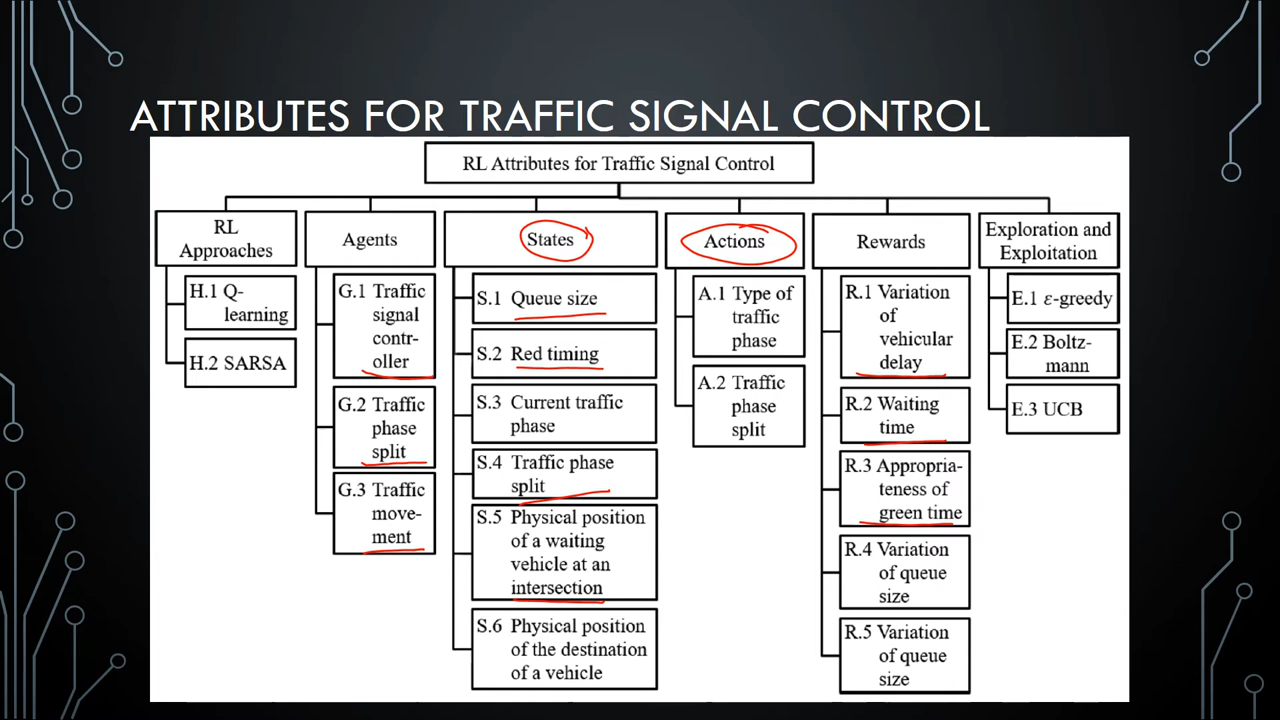 ATTRIBUTES FOR TRAFFIC SIGNAL CONTROL
RL Attributes for Traffic Signal Control
RL
Approaches
H.1 Q-
learning
H.2 SARSA
Agents
G.1 Traffic
signal
contr-
oller
G.2 Traffic
phase
split
G.3 Traffic
move-
ment
States
S.1 Queue size
S.2 Red timing
S.3 Current traffic
phase
S.4 Traffic phase
split
S.5 Physical position
of a waiting
vehicle at an
intersection
S.6 Physical position
of the destination
of a vehicle
Actions
A.1 Type of
traffic
phase
A.2 Traffic
phase
split
Rewards
R.1 Variation
of
vehicular
delay
R.2 Waiting
time
R.3 Appropria-
teness of
green time
R.4 Variation
of queue
size
R.5 Variation
of queue
size
Exploration and
Exploitation
E.1 ε-greedy
E.2 Boltz-
mann
E.3 UCB